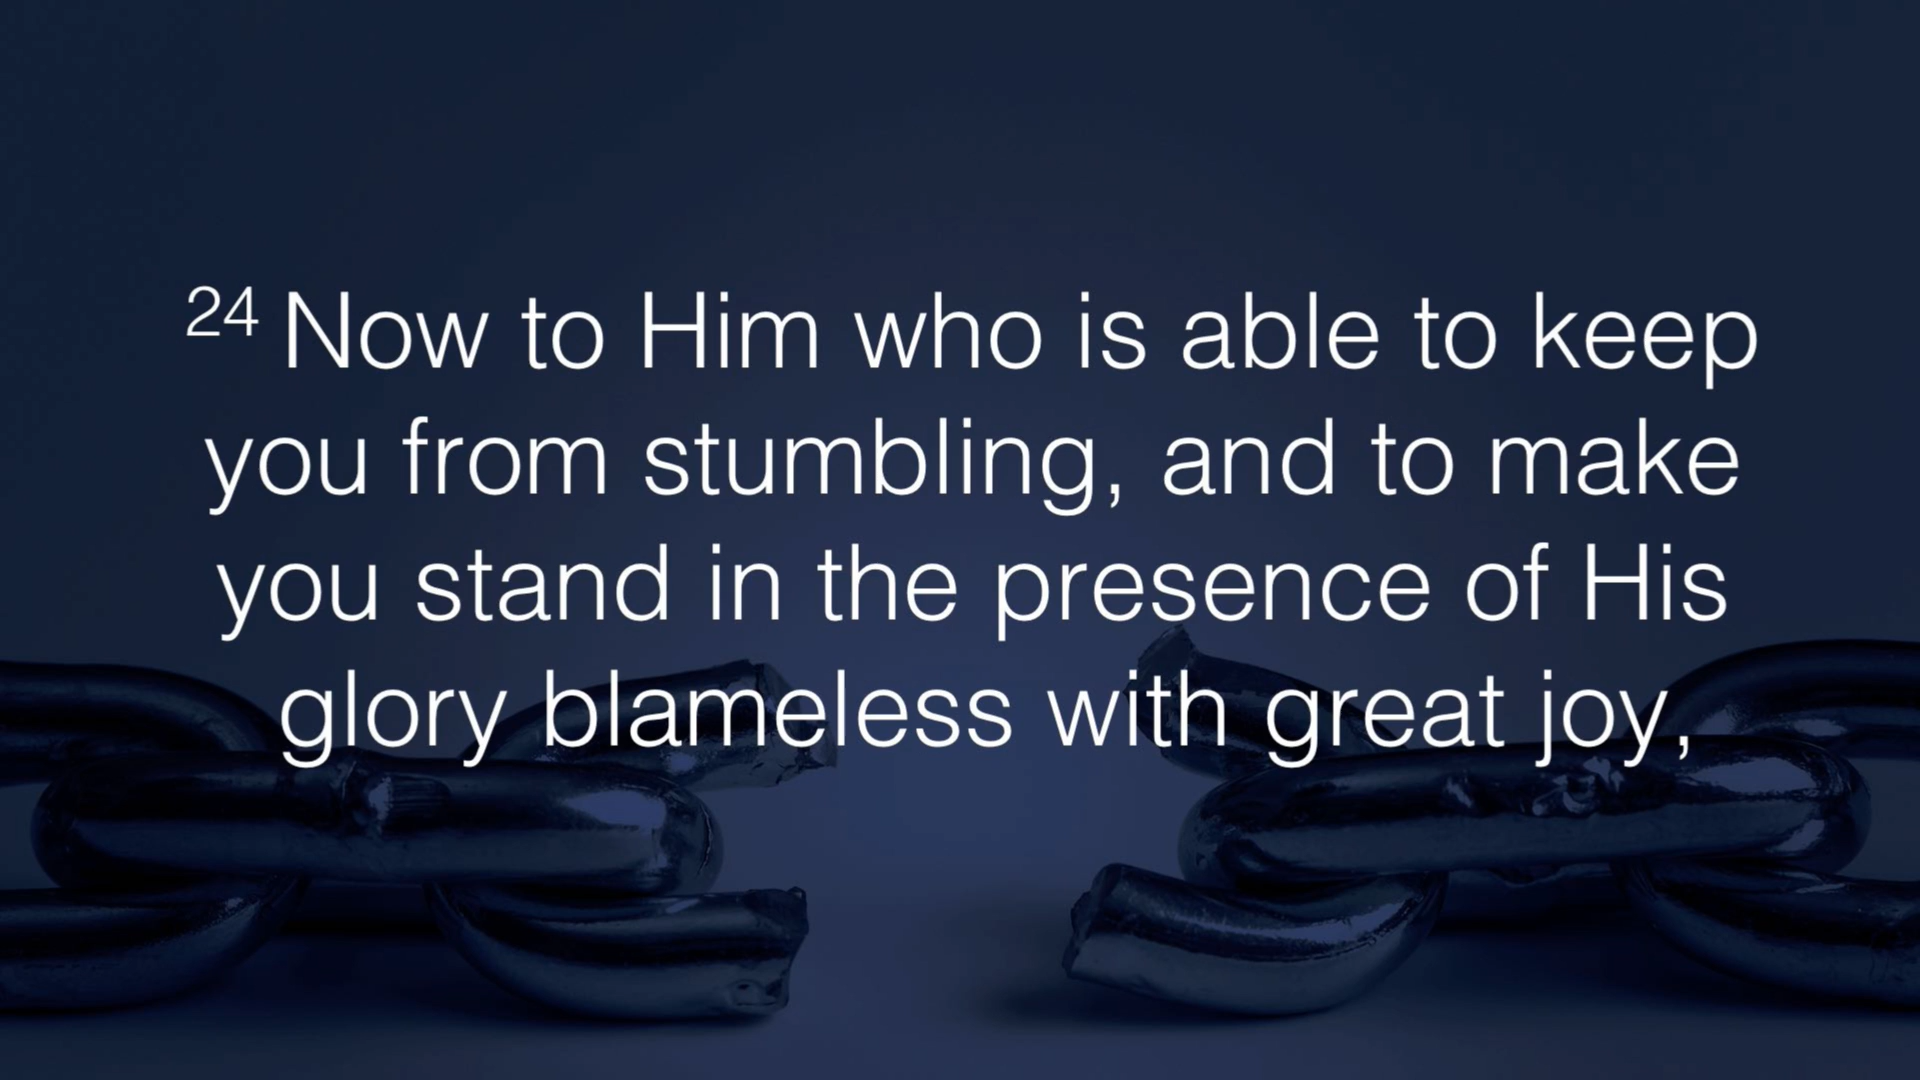 24 Now to Him who is able to keep
you from stumbling, and to make
you stand in the presence of His
glory blameless with great joy,